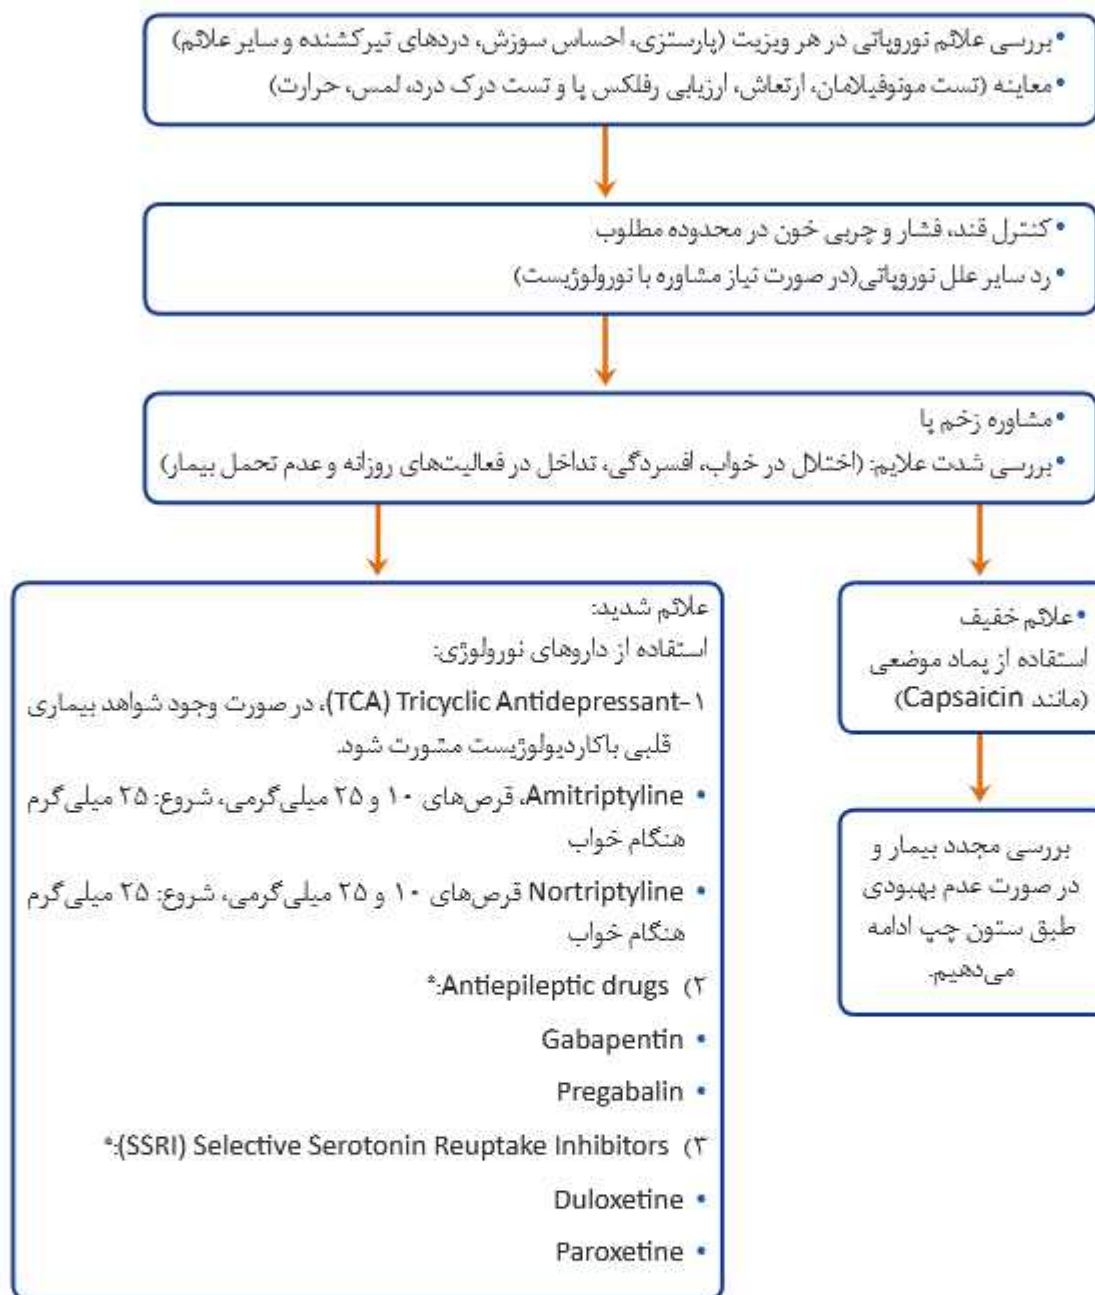 • بررسی علائم نوروپاتی در هر ویزیت (پارستزی، احساس سوزش، دردهای تیرکشنده و سایر علائم)
• معاینه (تست مونوفیلامان، ارتعاش، ارزیابی رفلکس پا و تست درک درد، لمس، حرارت)
• کنترل قند، فشار و چربی خون در محدوده مطلوب
• رد سایر علل نوروپاتی(در صورت نیاز مشاوره با نورولوژیست)
• مشاوره زخم پا
• بررسی شدت علایم: (اختلال در خواب، افسردگی، تداخل در فعالیت‌های روزانه و عدم تحمل بیمار)
• علائم خفیف
استفاده از پماد موضعی
(مانند Capsaicin)
بررسی مجدد بیمار و
در صورت عدم بهبودی
طبق ستون چپ ادامه
می‌دهیم.
علائم شدید:
استفاده از داروهای نورولوژی:
۱-Tricyclic Antidepressant (TCA)، در صورت وجود شواهد بیماری
قلبی باکاردیولوژیست مشورت شود.
• Amitriptyline، قرص‌های ۱۰ و ۲۵ میلی‌گرمی، شروع: ۲۵ میلی‌گرم
هنگام خواب
• Nortriptyline قرص‌های ۱۰ و ۲۵ میلی‌گرمی، شروع: ۲۵ میلی‌گرم
هنگام خواب
۲) Antiepileptic drugs:*
• Gabapentin
• Pregabalin
۳) Selective Serotonin Reuptake Inhibitors (SSRI):*
• Duloxetine
• Paroxetine